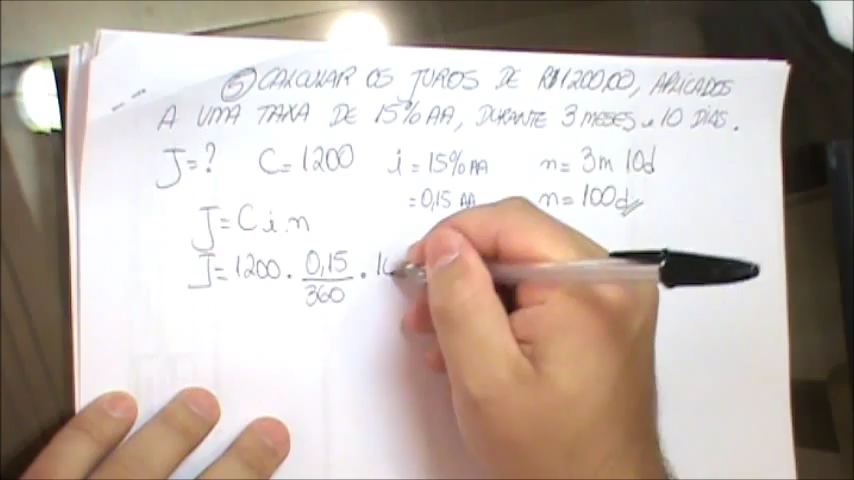 5 CALCULAR OS JUROS DE R$1200,00, APLICADOS
A UMA TAXA DE 15% AA, DURANTE 3 MESES e 10 DIAS.
J=? C=1200 i=15% AA n=3m 10d
=0,15 AA n=100d
J=C.i.n
J=1200 . 0,15/360 .